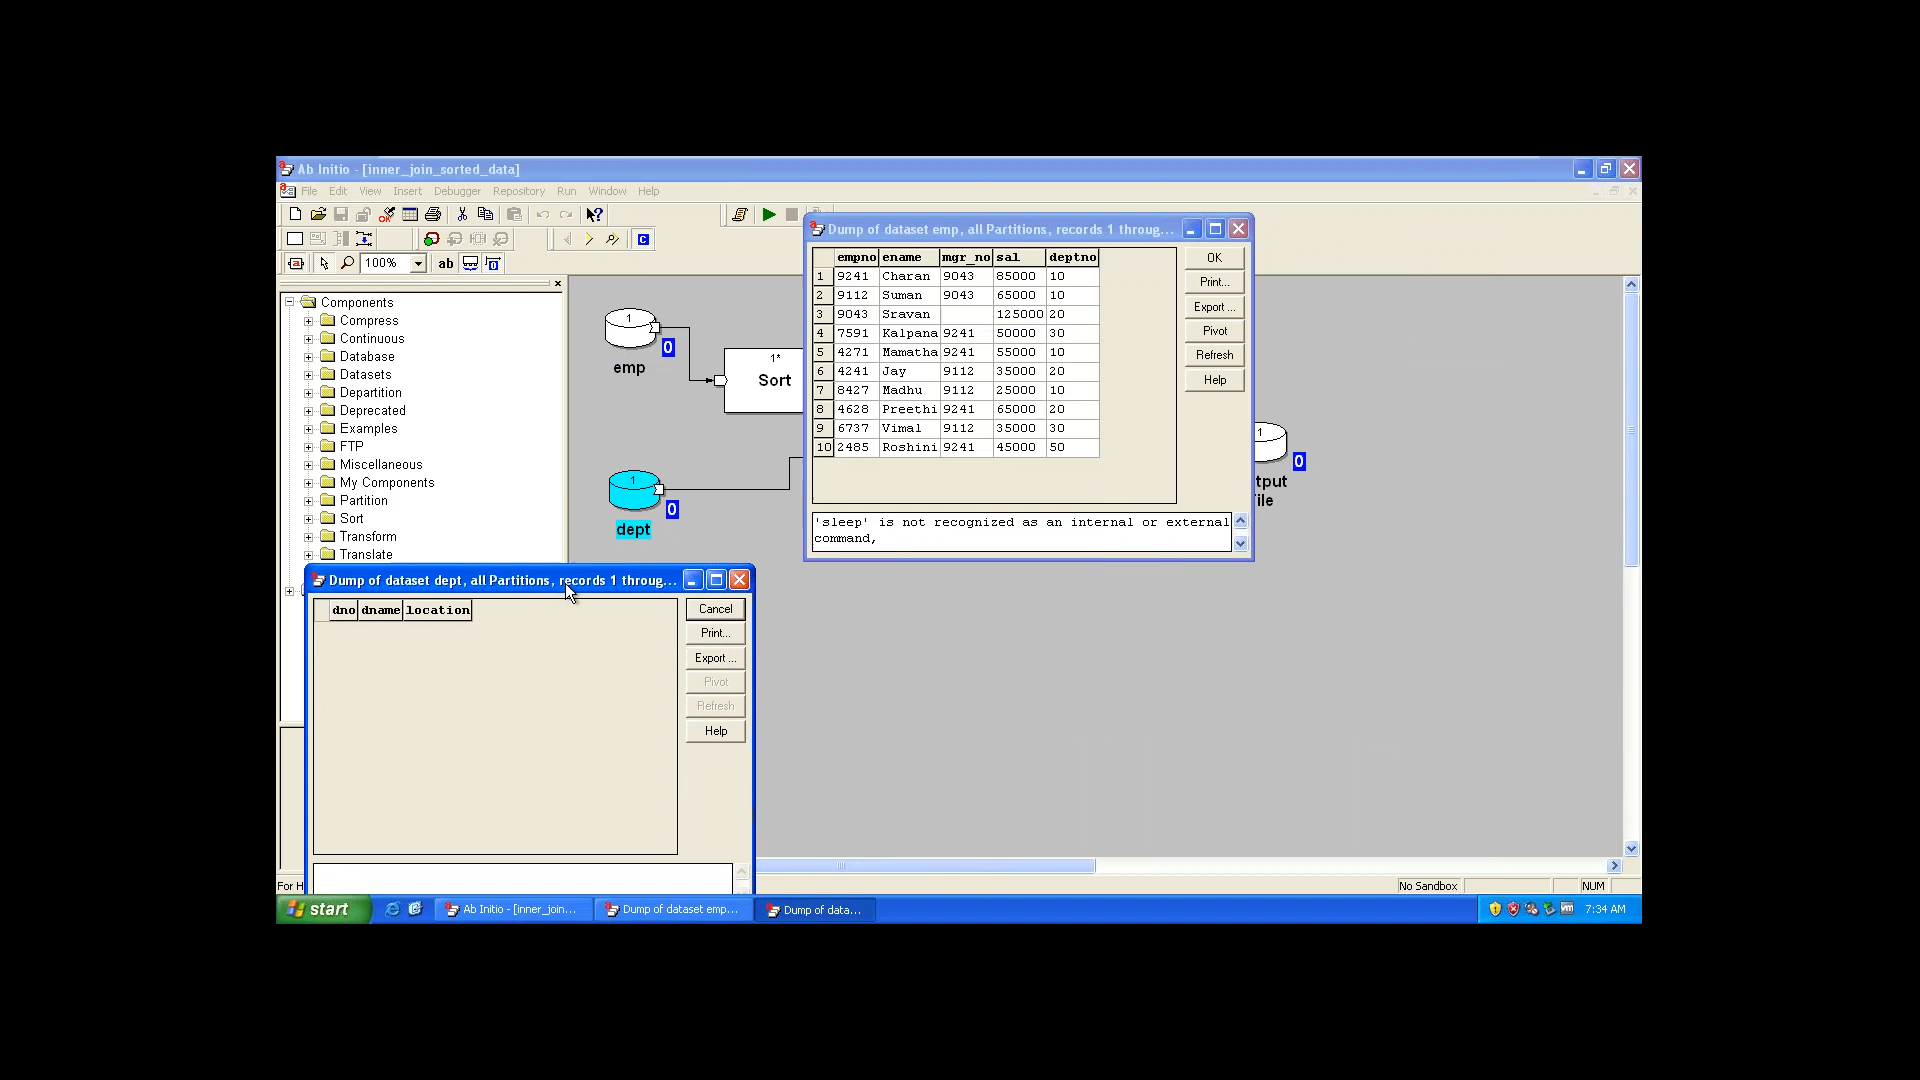 Ab Initio - [inner_join_sorted_data]
File Edit View Insert Debugger Repository Run Window Help
100% ab
Components
Compress
Continuous
Database
Datasets
Departition
Deprecated
Examples
FTP
Miscellaneous
My Components
Partition
Sort
Transform
Translate
1
0
emp
1*
Sort
1
0
dept
1
0
tput
ile
Dump of dataset emp, all Partitions, records 1 throug...
empno ename mgr_no sal deptno
1 9241 Charan 9043 85000 10
2 9112 Suman 9043 65000 10
3 9043 Sravan 125000 20
4 7591 Kalpana 9241 50000 30
5 4271 Mamatha 9241 55000 10
6 4241 Jay 9112 35000 20
7 8427 Madhu 9112 25000 10
8 4628 Preethi 9241 65000 20
9 6737 Vimal 9112 35000 30
10 2485 Roshini 9241 45000 50
OK
Print...
Export ...
Pivot
Refresh
Help
'sleep' is not recognized as an internal or external
command,
Dump of dataset dept, all Partitions, records 1 throug...
dno dname location
Cancel
Print...
Export ...
Pivot
Refresh
Help
For H
No Sandbox NUM
start Ab Initio - [inner_join... Dump of dataset emp... Dump of data... 7:34 AM